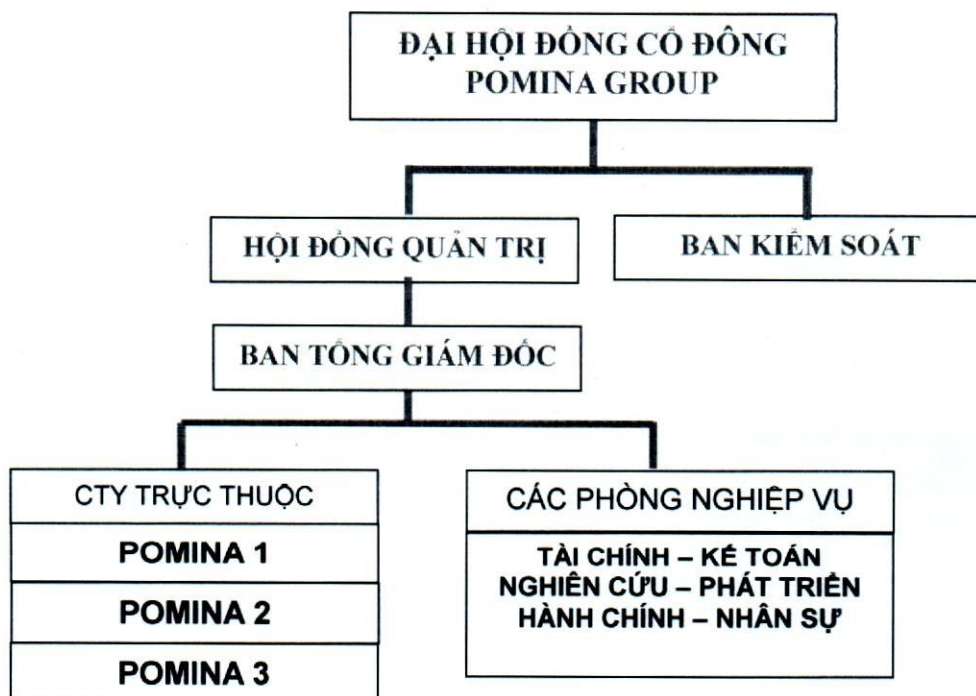 ĐẠI HỘI ĐỒNG CỔ ĐÔNG
POMINA GROUP
HỘI ĐỒNG QUẢN TRỊ
BAN KIỂM SOÁT
BAN TỔNG GIÁM ĐỐC
CTY TRỰC THUỘC
POMINA 1
POMINA 2
POMINA 3
CÁC PHÒNG NGHIỆP VỤ
TÀI CHÍNH – KẾ TOÁN
NGHIÊN CỨU – PHÁT TRIỂN
HÀNH CHÍNH – NHÂN SỰ